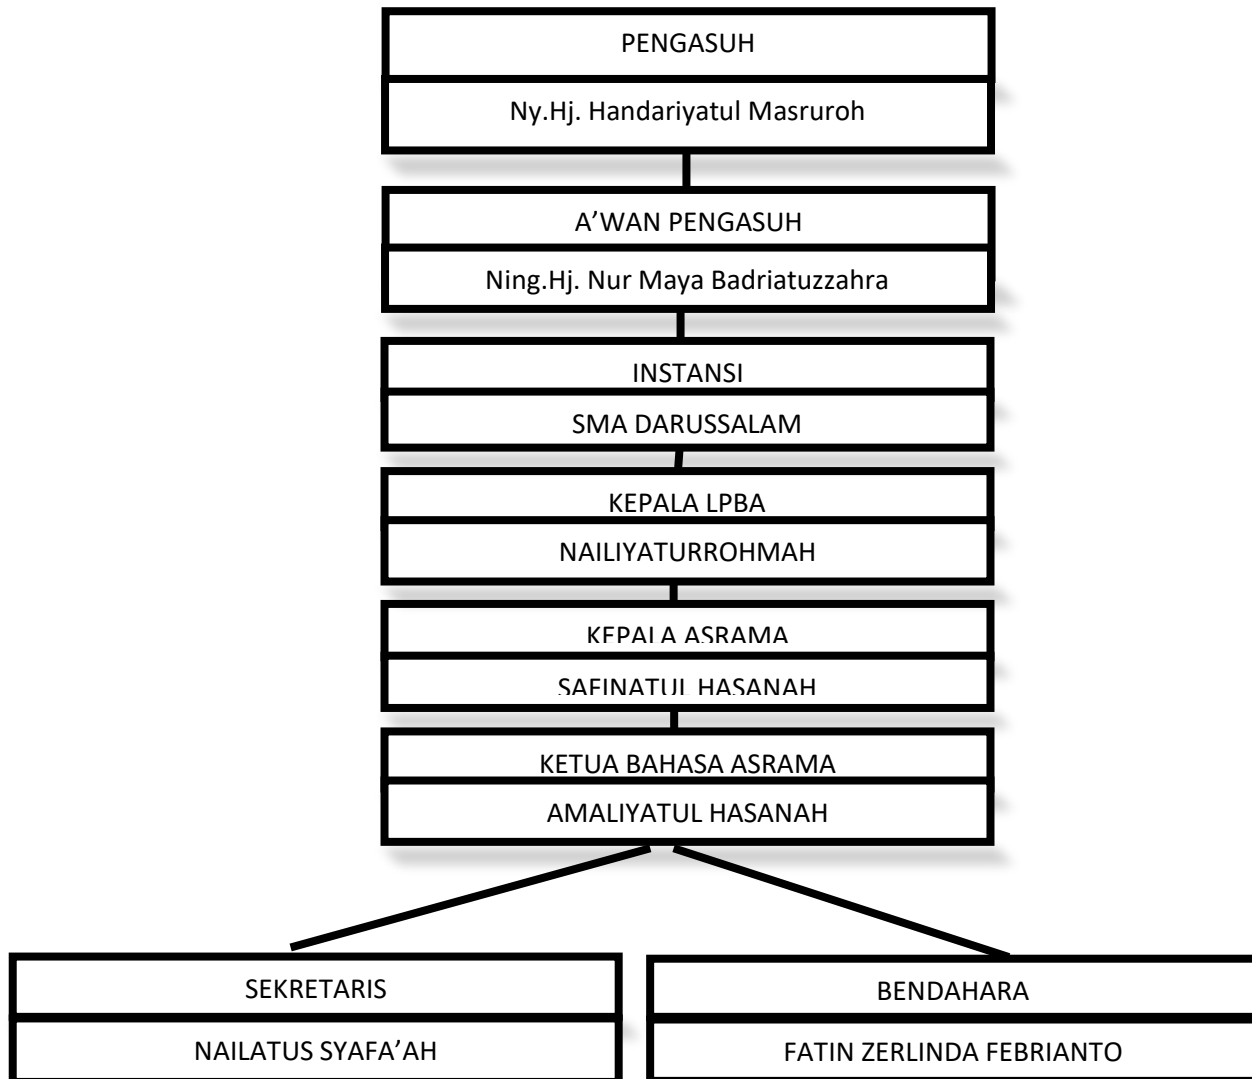 PENGASUH
Ny.Hj. Handariyatul Masruroh
A’WAN PENGASUH
Ning.Hj. Nur Maya Badriatuzzahra
INSTANSI
SMA DARUSSALAM
KEPALA LPBA
NAILIYATURROHMAH
KEPALA ASRAMA
SAFINATUL HASANAH
KETUA BAHASA ASRAMA
AMALIYATUL HASANAH
SEKRETARIS
BENDAHARA
NAILATUS SYAFA’AH
FATIN ZERLINDA FEBRIANTO